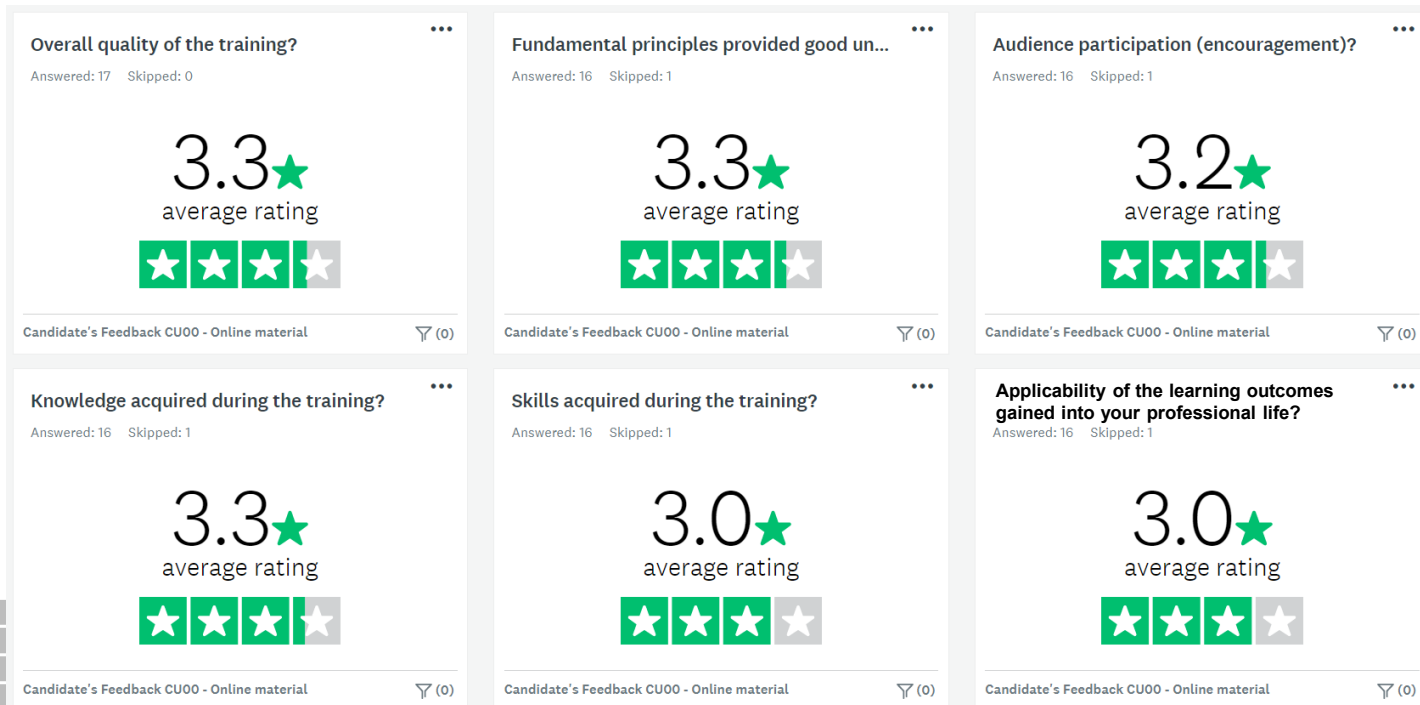 Overall quality of the training?
Answered: 17 Skipped: 0
3.3
average rating
Candidate's Feedback CU00 - Online material
(0)
Fundamental principles provided good un...
Answered: 16 Skipped: 1
3.3
average rating
Candidate's Feedback CU00 - Online material
(0)
Audience participation (encouragement)?
Answered: 16 Skipped: 1
3.2
average rating
Candidate's Feedback CU00 - Online material
(0)
Knowledge acquired during the training?
Answered: 16 Skipped: 1
3.3
average rating
Candidate's Feedback CU00 - Online material
(0)
Skills acquired during the training?
Answered: 16 Skipped: 1
3.0
average rating
Candidate's Feedback CU00 - Online material
(0)
Applicability of the learning outcomes
gained into your professional life?
Answered: 16 Skipped: 1
3.0
average rating
Candidate's Feedback CU00 - Online material
(0)